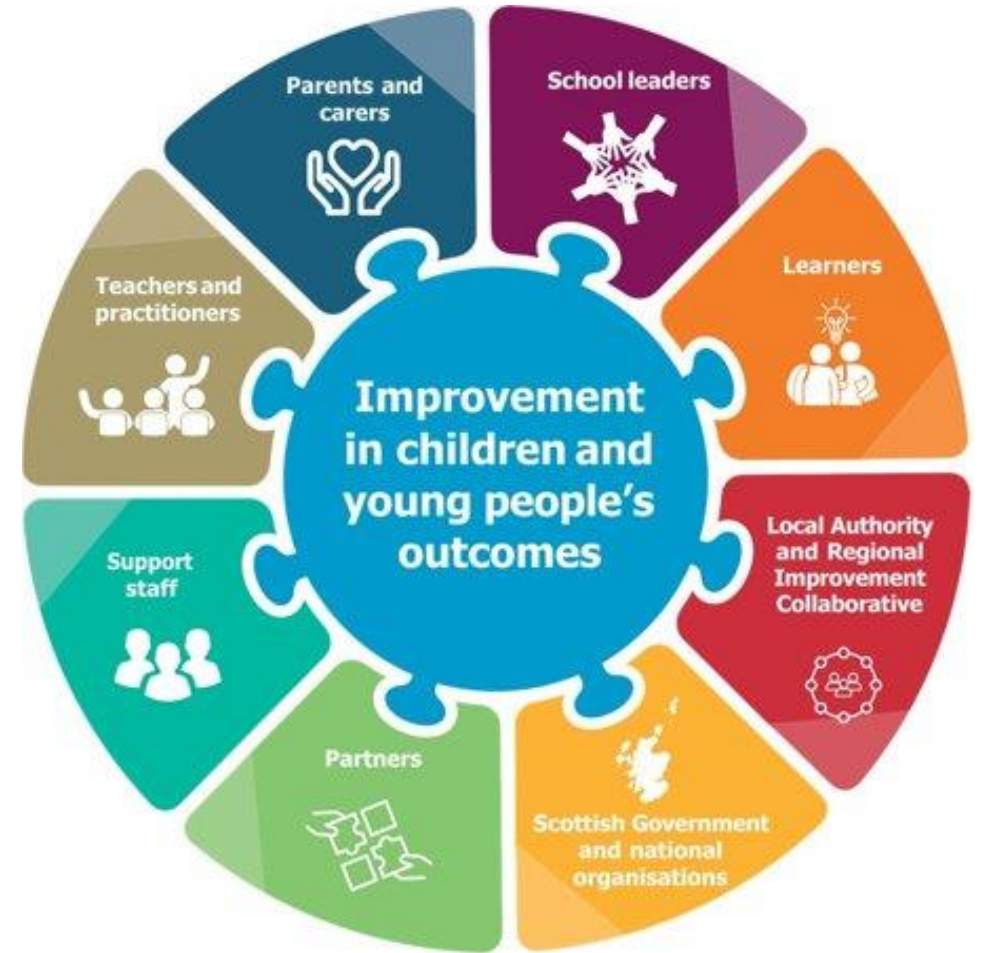 Parents and
carers
School leaders
Learners
Local Authority
and Regional
Improvement
Collaborative
Scottish Government
and national
organisations
Partners
Support
staff
Teachers and
practitioners
Improvement
in children and
young people's
outcomes